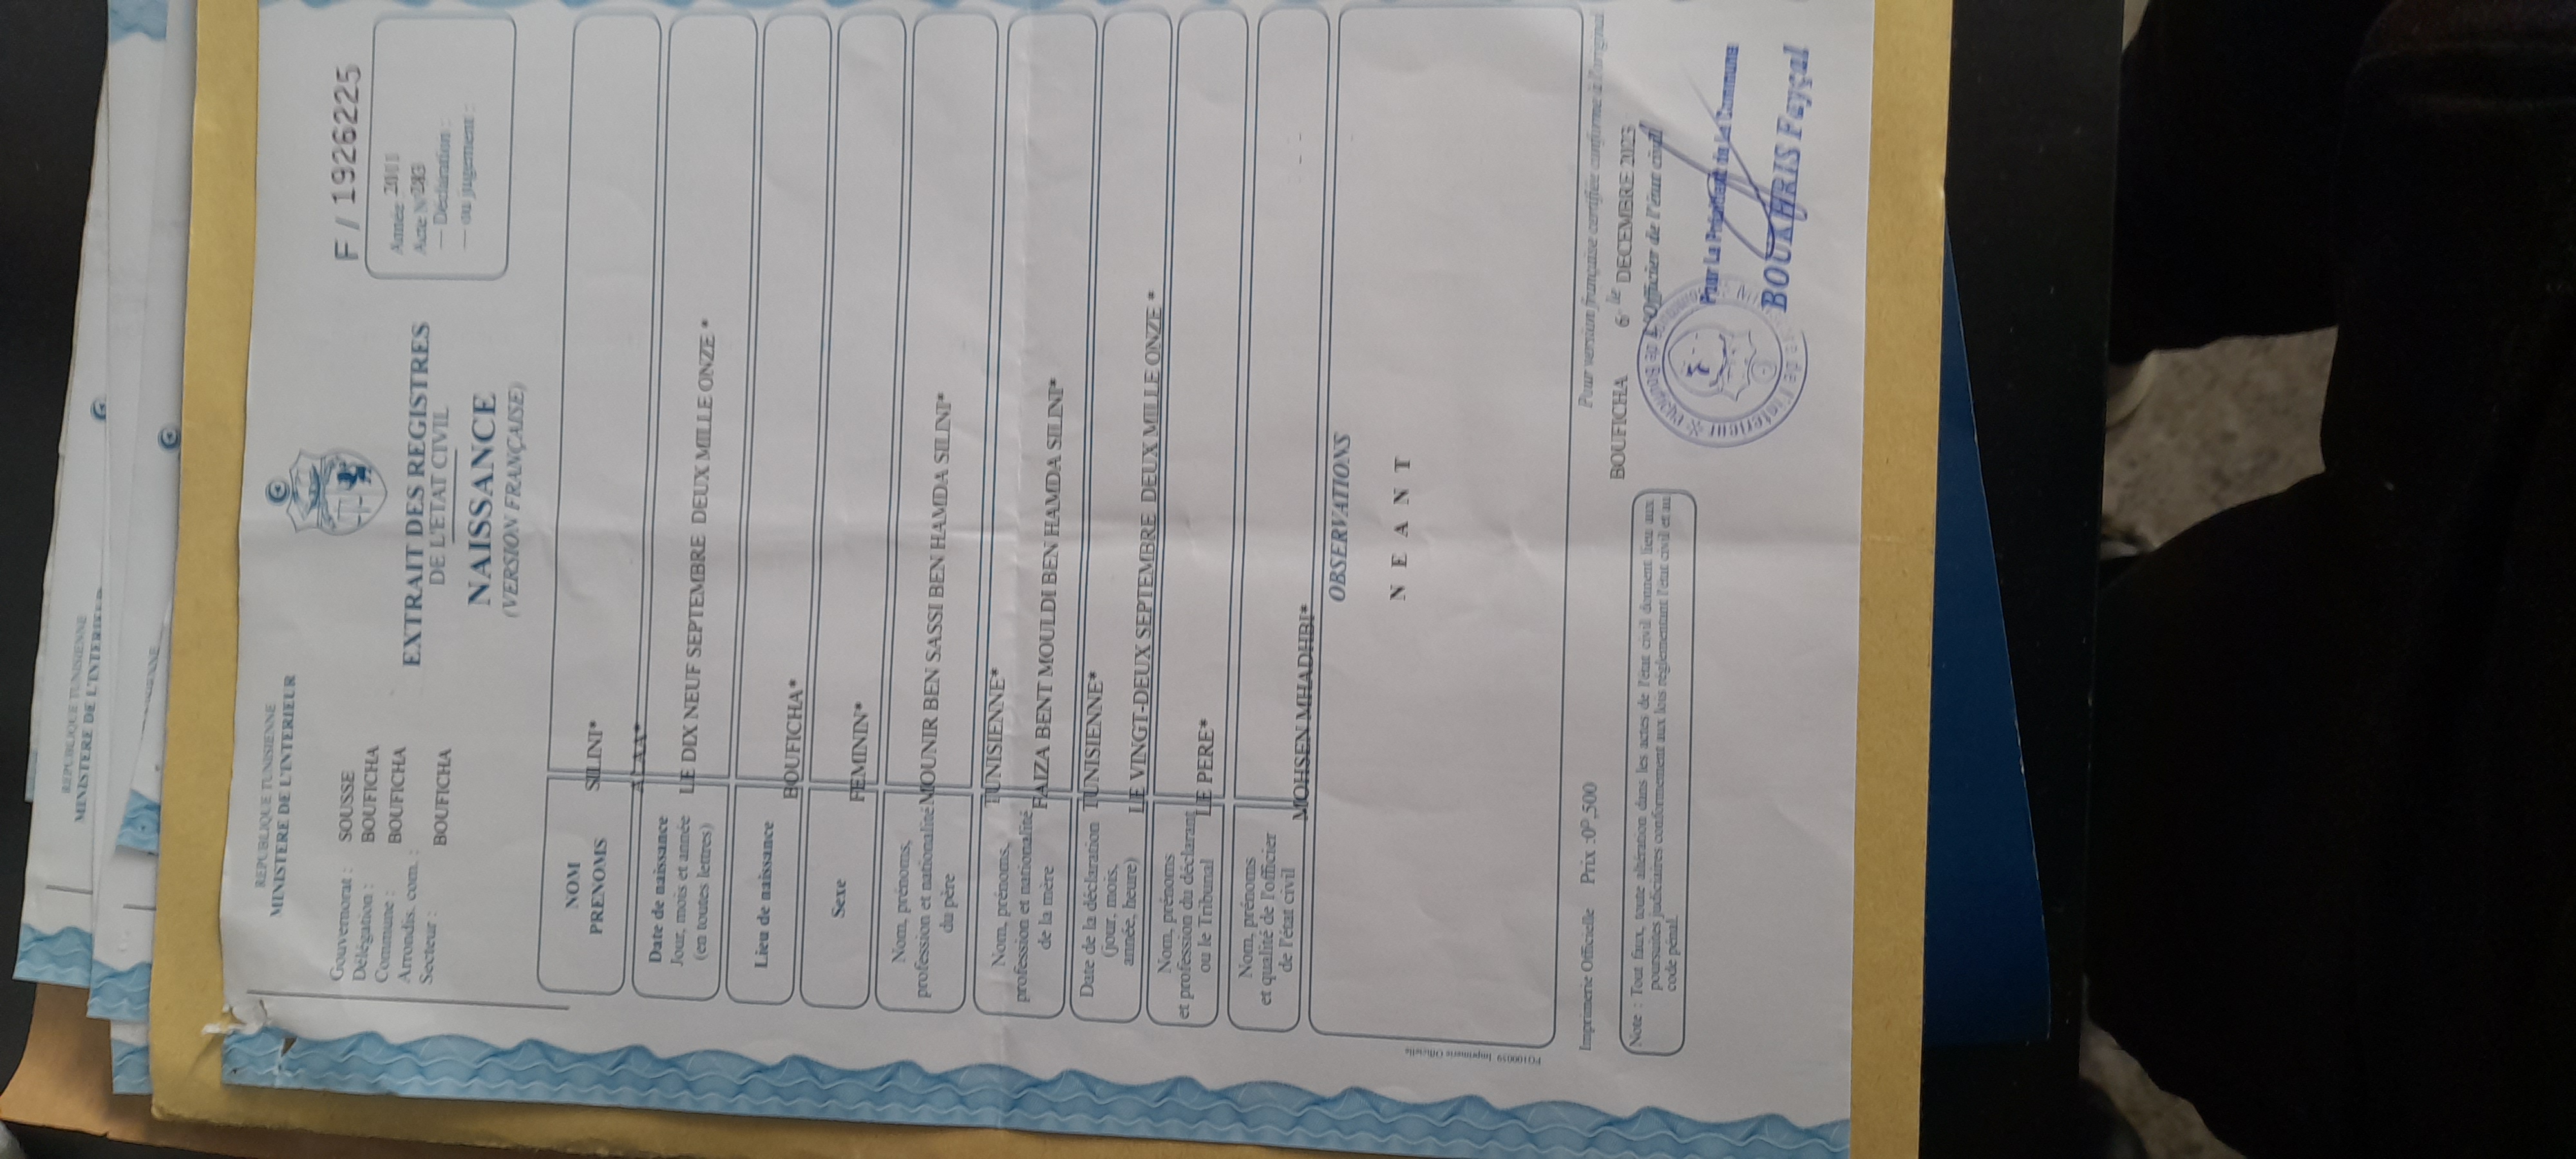 REPUBLIQUE TUNISIENNE
MINISTERE DE L'INTERIEUR
Gouvernorat : SOUSSE
Délégation : BOUFICHA
Commune : BOUFICHA
Arrondis. com. :
Secteur : BOUFICHA
EXTRAIT DES REGISTRES
DE L'ETAT CIVIL
NAISSANCE
(VERSION FRANÇAISE)
F / 1926225
Année 2011
Acte N° 283
— Déclaration :
— ou jugement :
NOM SILINI*
PRENOMS ALAA*
Date de naissance
Jour, mois et année LE DIX NEUF SEPTEMBRE DEUX MILLE ONZE *
(en toutes lettres)
Lieu de naissance BOUFICHA*
Sexe FEMININ*
Nom, prénoms,
profession et nationalité MOUNIR BEN SASSI BEN HAMDA SILINI*
du père
TUNISIENNE*
Nom, prénoms,
profession et nationalité
de la mère FAIZA BENT MOULDI BEN HAMDA SILINI*
TUNISIENNE*
Date de la déclaration
(jour, mois,
année, heure) LE VINGT-DEUX SEPTEMBRE DEUX MILLE ONZE *
Nom, prénoms
et profession du déclarant
ou le Tribunal LE PERE*
Nom, prénoms
et qualité de l'officier
de l'état civil MOHSEN MHADHBI*
OBSERVATIONS
N E A N T
Imprimerie Officielle Prix : 0ᴰ,500
Pour version française certifiée conforme à l'original
BOUFICHA 6 le DECEMBRE 2023
L'Officier de l'état civil
Pour La Président de La Commune
BOUKHRIS Fayçal
Note : Tout faux, toute altération dans les actes de l'état civil donnent lieu aux
poursuites judiciaires conformement aux lois réglementant l'état civil et au
code pénal.
REPUBLIQUE TUNISIENNE
MINISTERE DE L'INTERIEUR